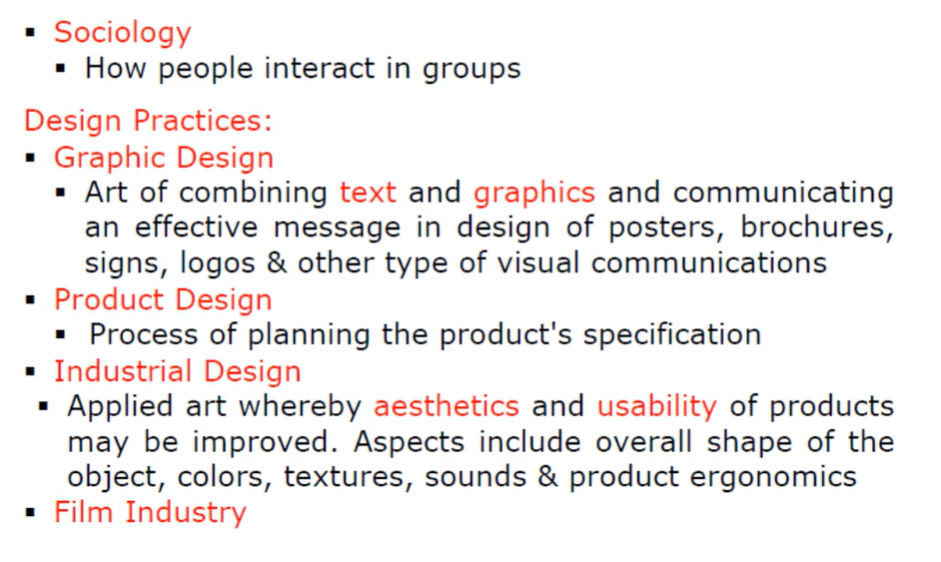 ▪ Sociology
▪ How people interact in groups
Design Practices:
▪ Graphic Design
▪ Art of combining text and graphics and communicating
an effective message in design of posters, brochures,
signs, logos & other type of visual communications
▪ Product Design
▪ Process of planning the product's specification
▪ Industrial Design
▪ Applied art whereby aesthetics and usability of products
may be improved. Aspects include overall shape of the
object, colors, textures, sounds & product ergonomics
▪ Film Industry